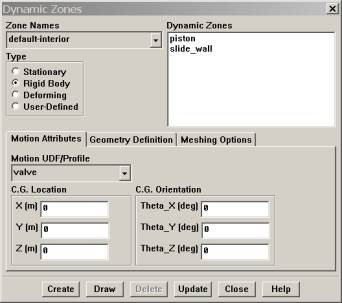 Dynamic Zones
Zone Names
default-interior
Dynamic Zones
piston
slide_wall
Type
Stationary
Rigid Body
Deforming
User-Defined
Motion Attributes Geometry Definition Meshing Options
Motion UDF/Profile
valve
C.G. Location C.G. Orientation
X (m) 0 Theta_X (deg) 0
Y (m) 0 Theta_Y (deg) 0
Z (m) 0 Theta_Z (deg) 0
Create Draw Delete Update Close Help